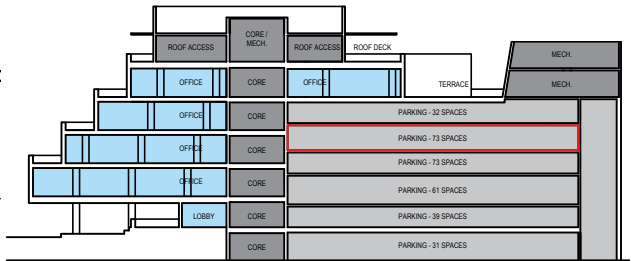 CORE /
MECH.
ROOF ACCESS
ROOF ACCESS
ROOF DECK
MECH.
OFFICE
CORE
OFFICE
TERRACE
MECH.
OFFICE
CORE
PARKING - 32 SPACES
OFFICE
CORE
PARKING - 73 SPACES
PARKING - 73 SPACES
OFFICE
CORE
PARKING - 61 SPACES
LOBBY
CORE
PARKING - 39 SPACES
CORE
PARKING - 31 SPACES